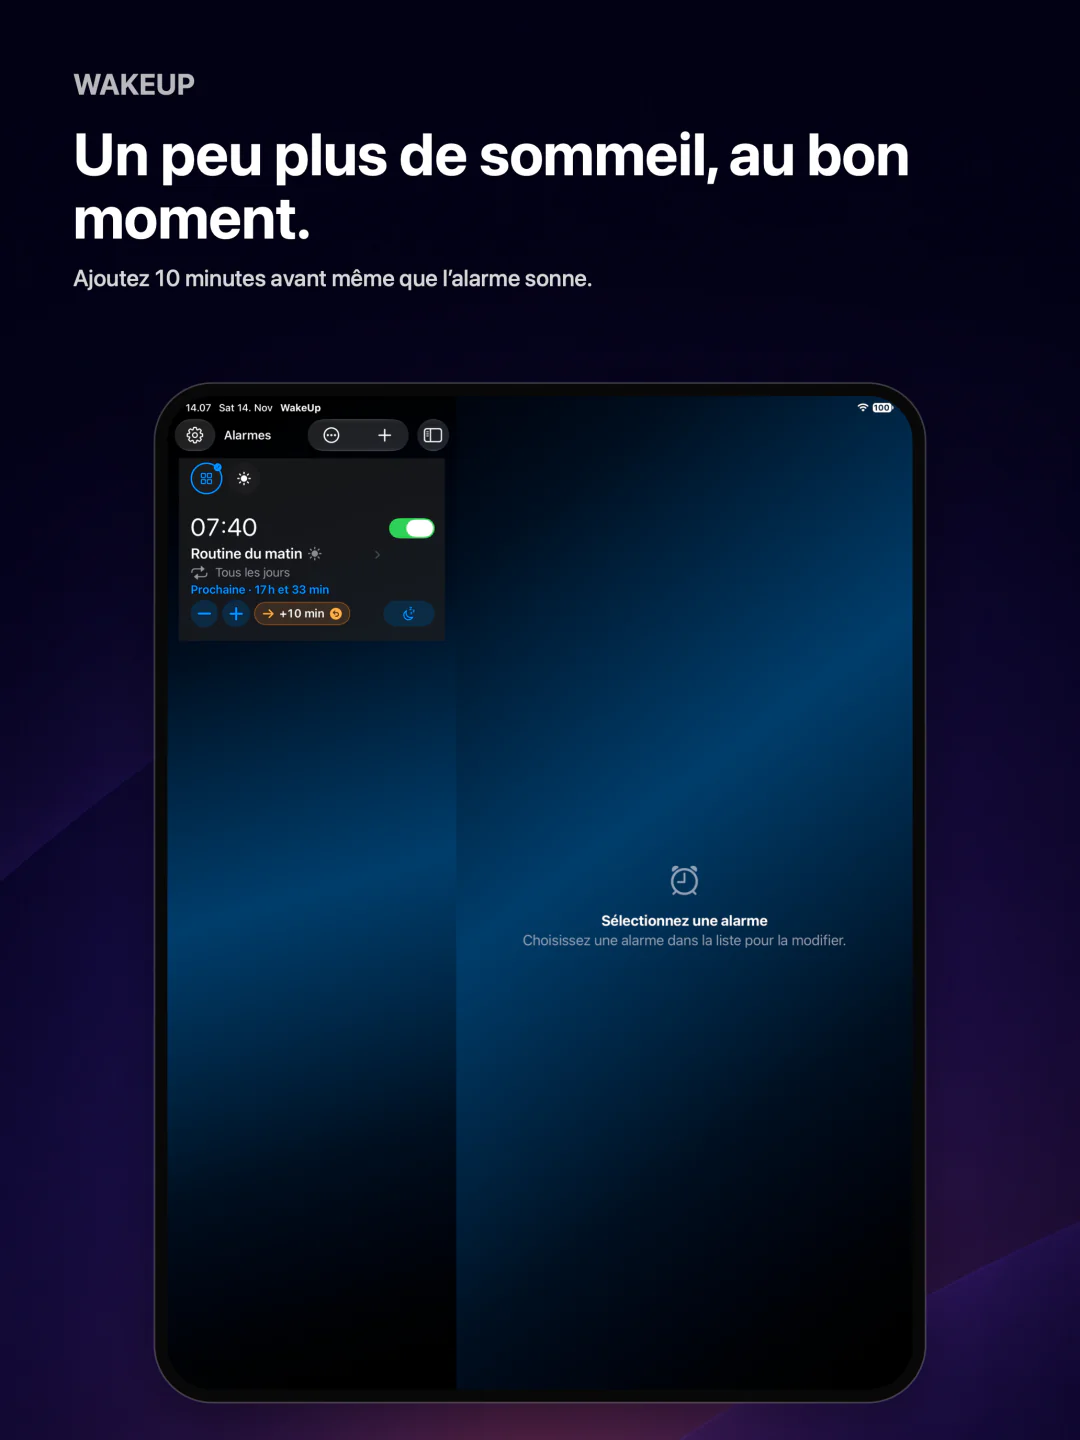 WAKEUP
Un peu plus de sommeil, au bon
moment.
Ajoutez 10 minutes avant même que l’alarme sonne.
14.07 Sat 14. Nov WakeUp
100
Alarmes
07:40
Routine du matin
Tous les jours
Prochaine · 17 h et 33 min
+10 min
Sélectionnez une alarme
Choisissez une alarme dans la liste pour la modifier.